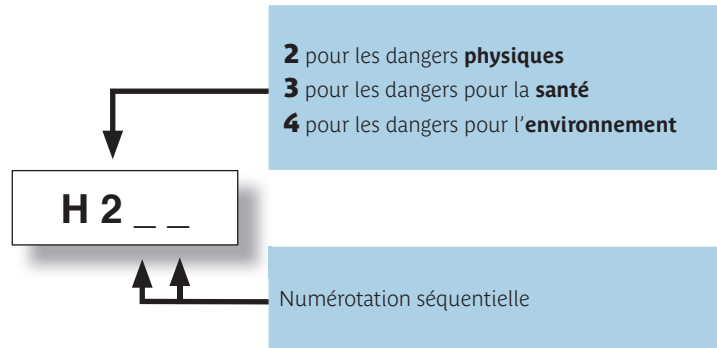 2 pour les dangers physiques
3 pour les dangers pour la santé
4 pour les dangers pour l'environnement
H 2 _ _
Numérotation séquentielle